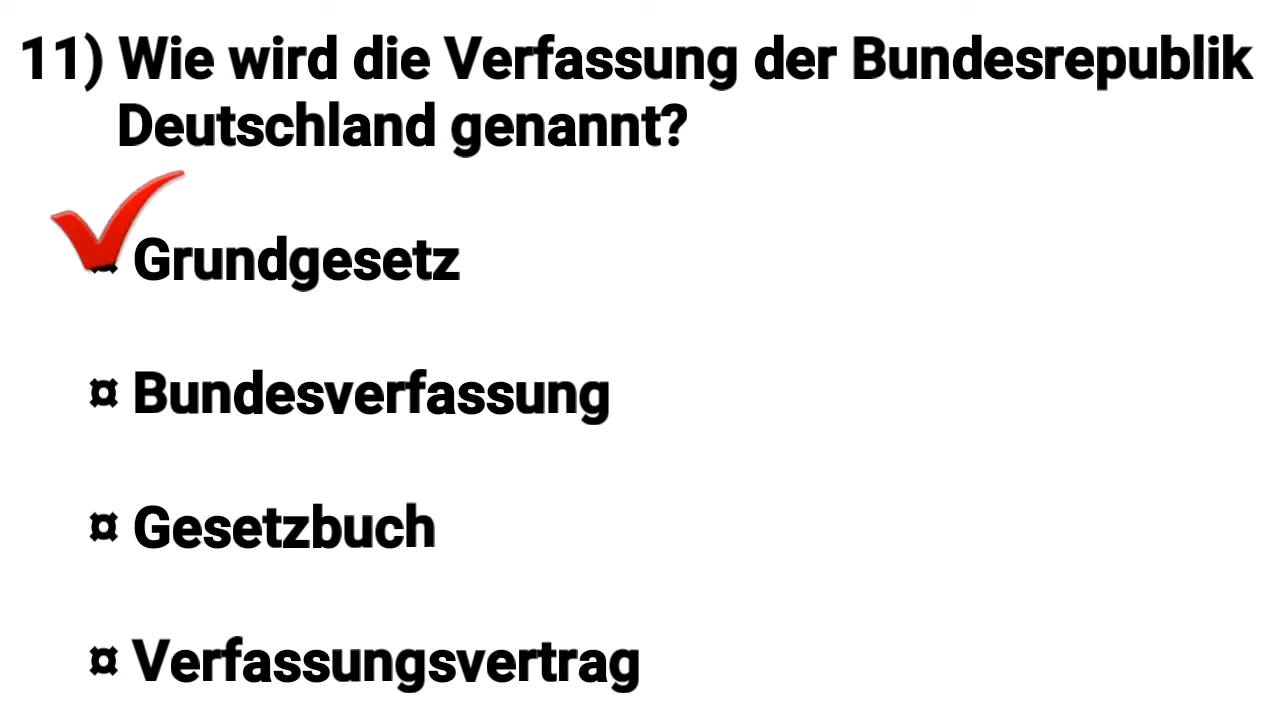 11) Wie wird die Verfassung der Bundesrepublik
Deutschland genannt?
¤ Grundgesetz
¤ Bundesverfassung
¤ Gesetzbuch
¤ Verfassungsvertrag